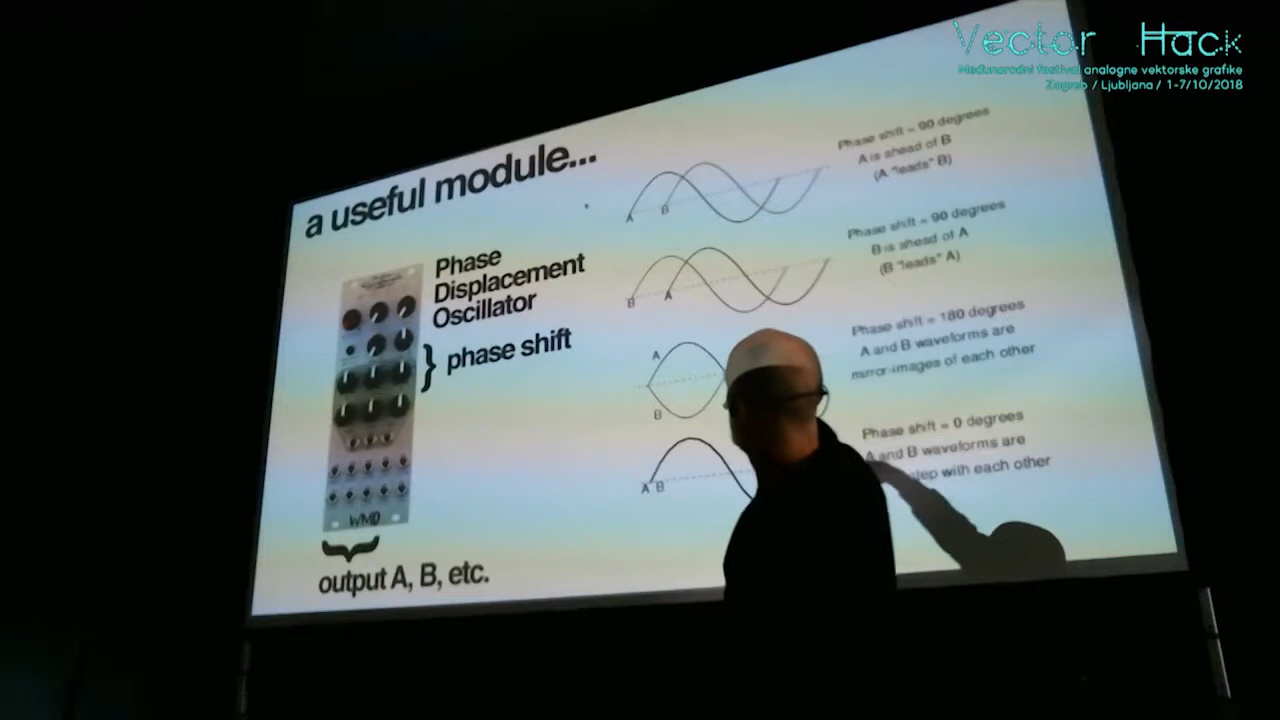 Vector Hack
Međunarodni festival analogne vektorske grafike
Zagreb / Ljubljana / 1-7/10/2018
a useful module...
Phase
Displacement
Oscillator
} phase shift
WMD
output A, B, etc.
A
B
Phase shift = 90 degrees
A is ahead of B
(A "leads" B)
B
A
Phase shift = 90 degrees
B is ahead of A
(B "leads" A)
A
B
Phase shift = 180 degrees
A and B waveforms are
mirror-images of each other
A B
Phase shift = 0 degrees
A and B waveforms are
step with each other